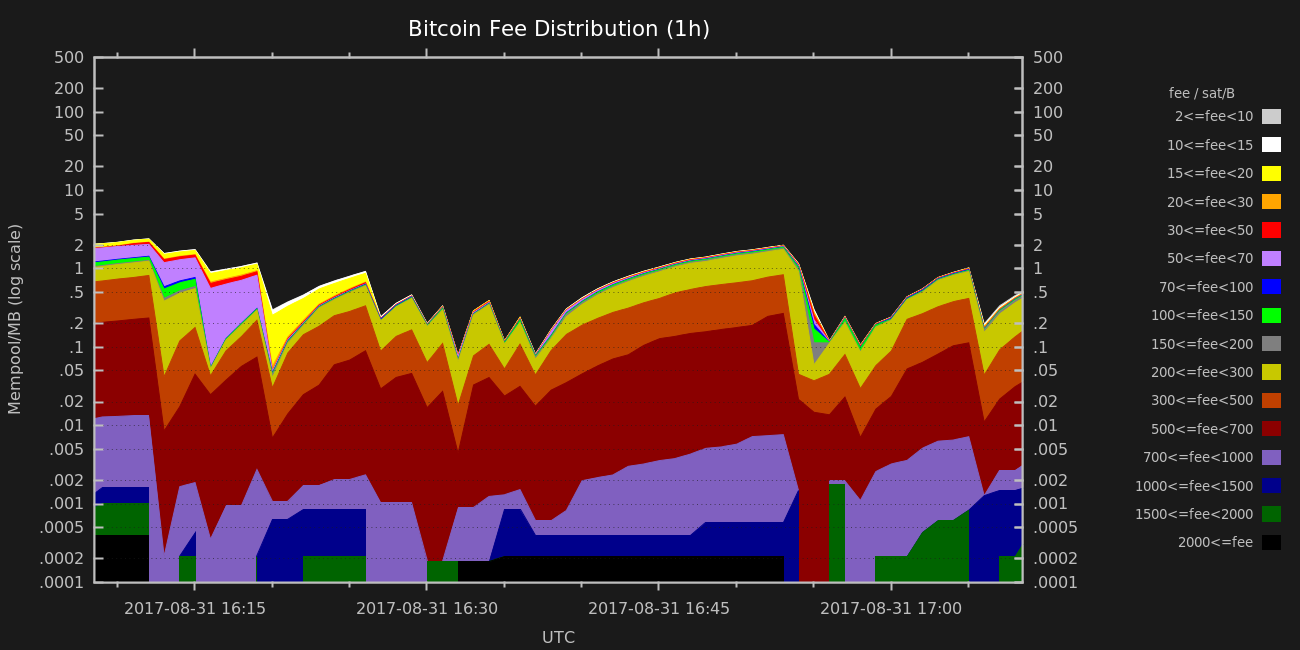 Bitcoin Fee Distribution (1h)
Mempool/MB (log scale)
500
200
100
50
20
10
5
2
1
.5
.2
.1
.05
.02
.01
.005
.002
.001
.0005
.0002
.0001
500
200
100
50
20
10
5
2
1
.5
.2
.1
.05
.02
.01
.005
.002
.001
.0005
.0002
.0001
2017-08-31 16:15
2017-08-31 16:30
2017-08-31 16:45
2017-08-31 17:00
UTC
fee / sat/B
2<=fee<10
10<=fee<15
15<=fee<20
20<=fee<30
30<=fee<50
50<=fee<70
70<=fee<100
100<=fee<150
150<=fee<200
200<=fee<300
300<=fee<500
500<=fee<700
700<=fee<1000
1000<=fee<1500
1500<=fee<2000
2000<=fee